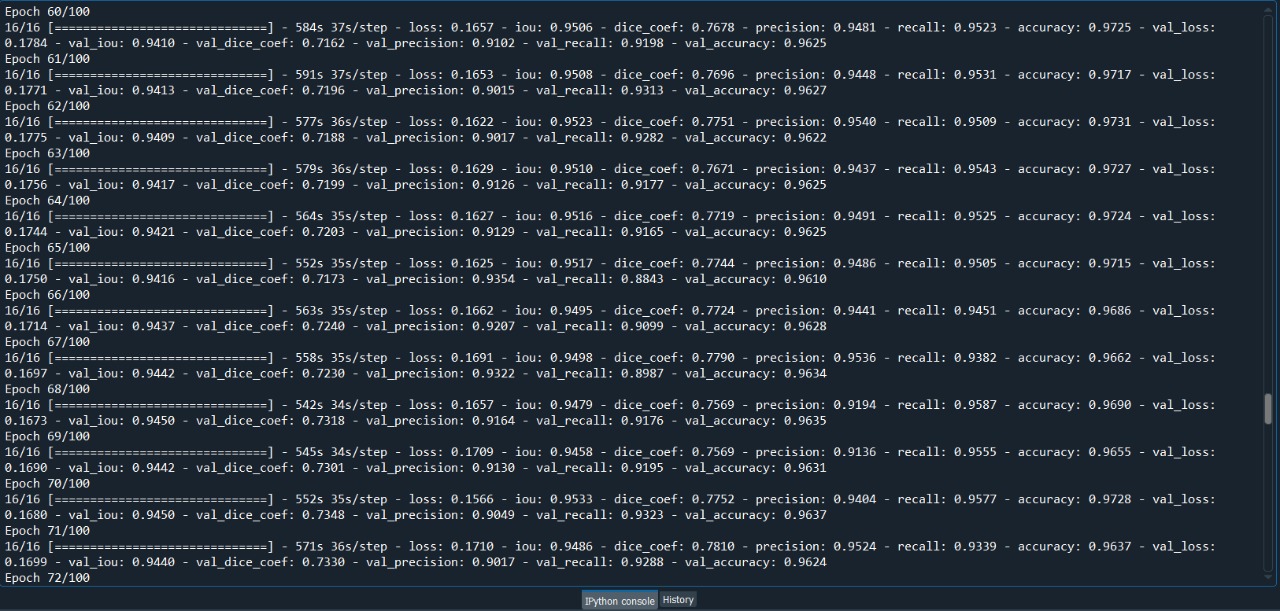 Epoch 60/100
16/16 [==============================] - 584s 37s/step - loss: 0.1657 - iou: 0.9506 - dice_coef: 0.7678 - precision: 0.9481 - recall: 0.9523 - accuracy: 0.9725 - val_loss:
0.1784 - val_iou: 0.9410 - val_dice_coef: 0.7162 - val_precision: 0.9102 - val_recall: 0.9198 - val_accuracy: 0.9625
Epoch 61/100
16/16 [==============================] - 591s 37s/step - loss: 0.1653 - iou: 0.9508 - dice_coef: 0.7696 - precision: 0.9448 - recall: 0.9531 - accuracy: 0.9717 - val_loss:
0.1771 - val_iou: 0.9413 - val_dice_coef: 0.7196 - val_precision: 0.9015 - val_recall: 0.9313 - val_accuracy: 0.9627
Epoch 62/100
16/16 [==============================] - 577s 36s/step - loss: 0.1622 - iou: 0.9523 - dice_coef: 0.7751 - precision: 0.9540 - recall: 0.9509 - accuracy: 0.9731 - val_loss:
0.1775 - val_iou: 0.9409 - val_dice_coef: 0.7188 - val_precision: 0.9017 - val_recall: 0.9282 - val_accuracy: 0.9622
Epoch 63/100
16/16 [==============================] - 579s 36s/step - loss: 0.1629 - iou: 0.9510 - dice_coef: 0.7671 - precision: 0.9437 - recall: 0.9543 - accuracy: 0.9727 - val_loss:
0.1756 - val_iou: 0.9417 - val_dice_coef: 0.7199 - val_precision: 0.9126 - val_recall: 0.9177 - val_accuracy: 0.9625
Epoch 64/100
16/16 [==============================] - 564s 35s/step - loss: 0.1627 - iou: 0.9516 - dice_coef: 0.7719 - precision: 0.9491 - recall: 0.9525 - accuracy: 0.9724 - val_loss:
0.1744 - val_iou: 0.9421 - val_dice_coef: 0.7203 - val_precision: 0.9129 - val_recall: 0.9165 - val_accuracy: 0.9625
Epoch 65/100
16/16 [==============================] - 552s 35s/step - loss: 0.1625 - iou: 0.9517 - dice_coef: 0.7744 - precision: 0.9486 - recall: 0.9505 - accuracy: 0.9715 - val_loss:
0.1750 - val_iou: 0.9416 - val_dice_coef: 0.7173 - val_precision: 0.9354 - val_recall: 0.8843 - val_accuracy: 0.9610
Epoch 66/100
16/16 [==============================] - 563s 35s/step - loss: 0.1662 - iou: 0.9495 - dice_coef: 0.7724 - precision: 0.9441 - recall: 0.9451 - accuracy: 0.9686 - val_loss:
0.1714 - val_iou: 0.9437 - val_dice_coef: 0.7240 - val_precision: 0.9207 - val_recall: 0.9099 - val_accuracy: 0.9628
Epoch 67/100
16/16 [==============================] - 558s 35s/step - loss: 0.1691 - iou: 0.9498 - dice_coef: 0.7790 - precision: 0.9536 - recall: 0.9382 - accuracy: 0.9662 - val_loss:
0.1697 - val_iou: 0.9442 - val_dice_coef: 0.7230 - val_precision: 0.9322 - val_recall: 0.8987 - val_accuracy: 0.9634
Epoch 68/100
16/16 [==============================] - 542s 34s/step - loss: 0.1657 - iou: 0.9479 - dice_coef: 0.7569 - precision: 0.9194 - recall: 0.9587 - accuracy: 0.9690 - val_loss:
0.1673 - val_iou: 0.9450 - val_dice_coef: 0.7318 - val_precision: 0.9164 - val_recall: 0.9176 - val_accuracy: 0.9635
Epoch 69/100
16/16 [==============================] - 545s 34s/step - loss: 0.1709 - iou: 0.9458 - dice_coef: 0.7569 - precision: 0.9136 - recall: 0.9555 - accuracy: 0.9655 - val_loss:
0.1690 - val_iou: 0.9442 - val_dice_coef: 0.7301 - val_precision: 0.9130 - val_recall: 0.9195 - val_accuracy: 0.9631
Epoch 70/100
16/16 [==============================] - 552s 35s/step - loss: 0.1566 - iou: 0.9533 - dice_coef: 0.7752 - precision: 0.9404 - recall: 0.9577 - accuracy: 0.9728 - val_loss:
0.1680 - val_iou: 0.9450 - val_dice_coef: 0.7348 - val_precision: 0.9049 - val_recall: 0.9323 - val_accuracy: 0.9637
Epoch 71/100
16/16 [==============================] - 571s 36s/step - loss: 0.1710 - iou: 0.9486 - dice_coef: 0.7810 - precision: 0.9524 - recall: 0.9339 - accuracy: 0.9637 - val_loss:
0.1699 - val_iou: 0.9440 - val_dice_coef: 0.7330 - val_precision: 0.9017 - val_recall: 0.9288 - val_accuracy: 0.9624
Epoch 72/100
IPython console History